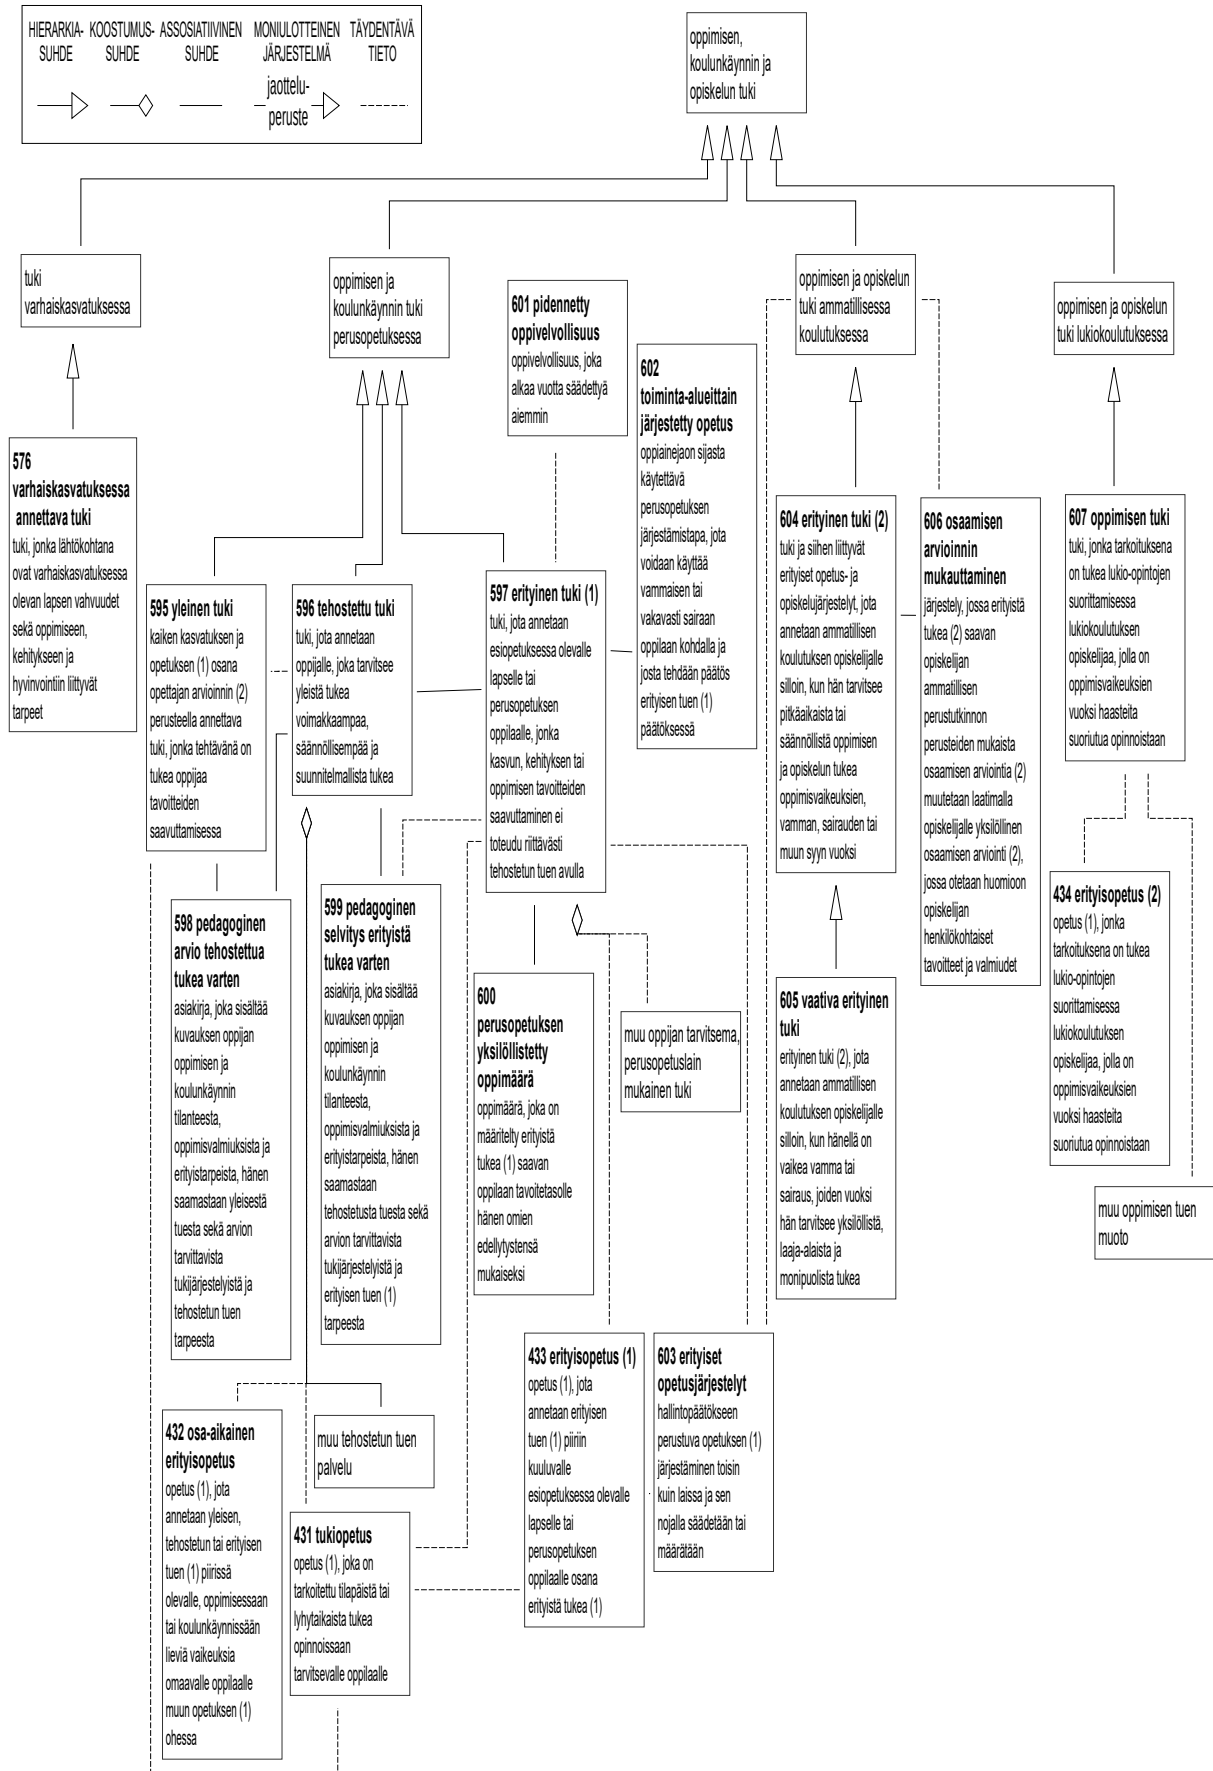 HIERARKIA-
SUHDE
KOOSTUMUS-
SUHDE
ASSOSIATIIVINEN
SUHDE
MONIULOTTEINEN
JÄRJESTELMÄ
TÄYDENTÄVÄ
TIETO
jaottelu-
peruste
oppimisen,
koulunkäynnin ja
opiskelun tuki
tuki
varhaiskasvatuksessa
oppimisen ja
koulunkäynnin tuki
perusopetuksessa
oppimisen ja opiskelun
tuki ammatillisessa
koulutuksessa
oppimisen ja opiskelun
tuki lukiokoulutuksessa
601 pidennetty
oppivelvollisuus
oppivelvollisuus, joka
alkaa vuotta säädettyä
aiemmin
602
toiminta-alueittain
järjestetty opetus
oppiainejaon sijasta
käytettävä
perusopetuksen
järjestämistapa, jota
voidaan käyttää
vammaisen tai
vakavasti sairaan
oppilaan kohdalla ja
josta tehdään päätös
erityisen tuen (1)
päätöksessä
576
varhaiskasvatuksessa
annettava tuki
tuki, jonka lähtökohtana
ovat varhaiskasvatuksessa
olevan lapsen vahvuudet
sekä oppimiseen,
kehitykseen ja
hyvinvointiin liittyvät
tarpeet
595 yleinen tuki
kaiken kasvatuksen ja
opetuksen (1) osana
opettajan arvioinnin (2)
perusteella annettava
tuki, jonka tehtävänä on
tukea oppijaa
tavoitteiden
saavuttamisessa
596 tehostettu tuki
tuki, jota annetaan
oppijalle, joka tarvitsee
yleistä tukea
voimakkaampaa,
säännöllisempää ja
suunnitelmallista tukea
597 erityinen tuki (1)
tuki, jota annetaan
esiopetuksessa olevalle
lapselle tai
perusopetuksen
oppilaalle, jonka
kasvun, kehityksen tai
oppimisen tavoitteiden
saavuttaminen ei
toteudu riittävästi
tehostetun tuen avulla
604 erityinen tuki (2)
tuki ja siihen liittyvät
erityiset opetus- ja
opiskelujärjestelyt, jota
annetaan ammatillisen
koulutuksen opiskelijalle
silloin, kun hän tarvitsee
pitkäaikaista tai
säännöllistä oppimisen
ja opiskelun tukea
oppimisvaikeuksien,
vamman, sairauden tai
muun syyn vuoksi
606 osaamisen
arvioinnin
mukauttaminen
järjestely, jossa erityistä
tukea (2) saavan
opiskelijan
ammatillisen
perustutkinnon
perusteiden mukaista
osaamisen arviointia (2)
muutetaan laatimalla
opiskelijalle yksilöllinen
osaamisen arviointi (2),
jossa otetaan huomioon
opiskelijan
henkilökohtaiset
tavoitteet ja valmiudet
607 oppimisen tuki
tuki, jonka tarkoituksena
on tukea lukio-opintojen
suorittamisessa
lukiokoulutuksen
opiskelijaa, jolla on
oppimisvaikeuksien
vuoksi haasteita
suoriutua opinnoistaan
598 pedagoginen
arvio tehostettua
tukea varten
asiakirja, joka sisältää
kuvauksen oppijan
oppimisen ja
koulunkäynnin
tilanteesta,
oppimisvalmiuksista ja
erityistarpeista, hänen
saamastaan yleisestä
tuesta sekä arvion
tarvittavista
tukijärjestelyistä ja
tehostetun tuen
tarpeesta
599 pedagoginen
selvitys erityistä
tukea varten
asiakirja, joka sisältää
kuvauksen oppijan
oppimisen ja
koulunkäynnin
tilanteesta,
oppimisvalmiuksista ja
erityistarpeista, hänen
saamastaan
tehostetusta tuesta sekä
arvion tarvittavista
tukijärjestelyistä ja
erityisen tuen (1)
tarpeesta
600
perusopetuksen
yksilöllistetty
oppimäärä
oppimäärä, joka on
määritelty erityistä
tukea (1) saavan
oppilaan tavoitetasolle
hänen omien
edellytystensä
mukaiseksi
muu oppijan tarvitsema,
perusopetuslain
mukainen tuki
605 vaativa erityinen
tuki
erityinen tuki (2), jota
annetaan ammatillisen
koulutuksen opiskelijalle
silloin, kun hänellä on
vaikea vamma tai
sairaus, joiden vuoksi
hän tarvitsee yksilöllistä,
laaja-alaista ja
monipuolista tukea
434 erityisopetus (2)
opetus (1), jonka
tarkoituksena on tukea
lukio-opintojen
suorittamisessa
lukiokoulutuksen
opiskelijaa, jolla on
oppimisvaikeuksien
vuoksi haasteita
suoriutua opinnoistaan
muu oppimisen tuen
muoto
432 osa-aikainen
erityisopetus
opetus (1), jota
annetaan yleisen,
tehostetun tai erityisen
tuen (1) piirissä
olevalle, oppimisessaan
tai koulunkäynnissään
lieviä vaikeuksia
omaavalle oppilaalle
muun opetuksen (1)
ohessa
muu tehostetun tuen
palvelu
431 tukiopetus
opetus (1), joka on
tarkoitettu tilapäistä tai
lyhytaikaista tukea
opinnoissaan
tarvitsevalle oppilaalle
433 erityisopetus (1)
opetus (1), jota
annetaan erityisen
tuen (1) piiriin
kuuluvalle
esiopetuksessa olevalle
lapselle tai
perusopetuksen
oppilaalle osana
erityistä tukea (1)
603 erityiset
opetusjärjestelyt
hallintopäätökseen
perustuva opetuksen (1)
järjestäminen toisin
kuin laissa ja sen
nojalla säädetään tai
määrätään